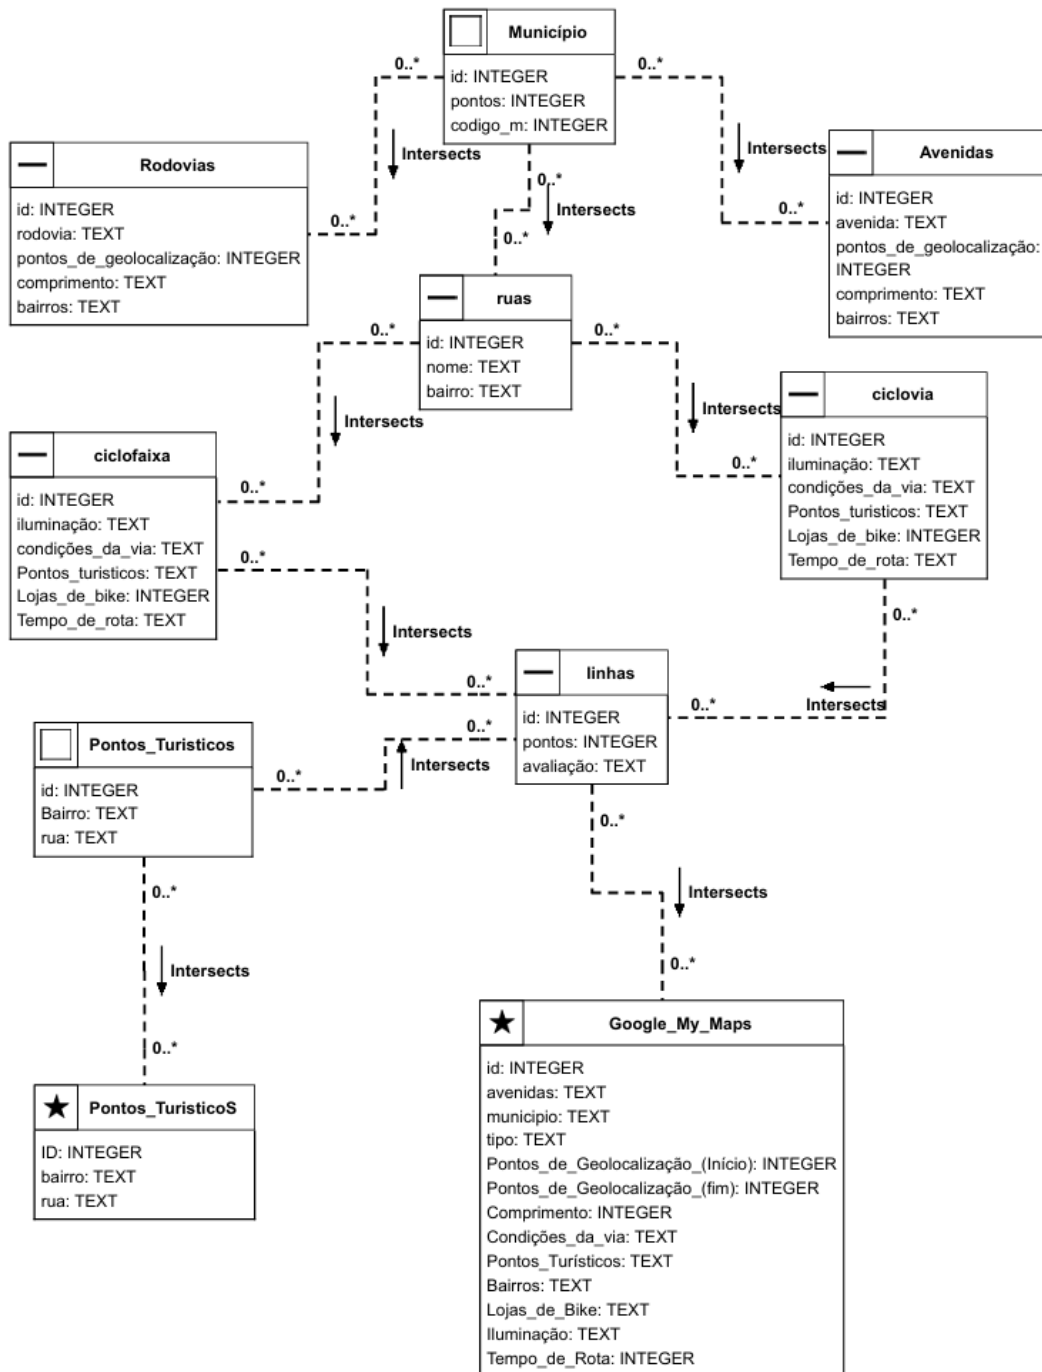 Município
id: INTEGER
pontos: INTEGER
codigo_m: INTEGER
0..*
0..*
Intersects
0..*
Intersects
0..*
Intersects
Rodovias
id: INTEGER
rodovia: TEXT
pontos_de_geolocalização: INTEGER
comprimento: TEXT
bairros: TEXT
0..*
0..*
0..*
Avenidas
id: INTEGER
avenida: TEXT
pontos_de_geolocalização:
INTEGER
comprimento: TEXT
bairros: TEXT
ruas
id: INTEGER
nome: TEXT
bairro: TEXT
0..*
0..*
Intersects
Intersects
ciclofaixa
id: INTEGER
iluminação: TEXT
condições_da_via: TEXT
Pontos_turisticos: TEXT
Lojas_de_bike: INTEGER
Tempo_de_rota: TEXT
0..*
0..*
0..*
ciclovia
id: INTEGER
iluminação: TEXT
condições_da_via: TEXT
Pontos_turisticos: TEXT
Lojas_de_bike: INTEGER
Tempo_de_rota: TEXT
0..*
Intersects
0..*
Intersects
0..*
linhas
id: INTEGER
pontos: INTEGER
avaliação: TEXT
0..*
Intersects
0..*
Pontos_Turisticos
id: INTEGER
Bairro: TEXT
rua: TEXT
0..*
0..*
Intersects
Intersects
0..*
0..*
Pontos_TuristicoS
ID: INTEGER
bairro: TEXT
rua: TEXT
Google_My_Maps
id: INTEGER
avenidas: TEXT
municipio: TEXT
tipo: TEXT
Pontos_de_Geolocalização_(Início): INTEGER
Pontos_de_Geolocalização_(fim): INTEGER
Comprimento: INTEGER
Condições_da_via: TEXT
Pontos_Turísticos: TEXT
Bairros: TEXT
Lojas_de_Bike: TEXT
Iluminação: TEXT
Tempo_de_Rota: INTEGER